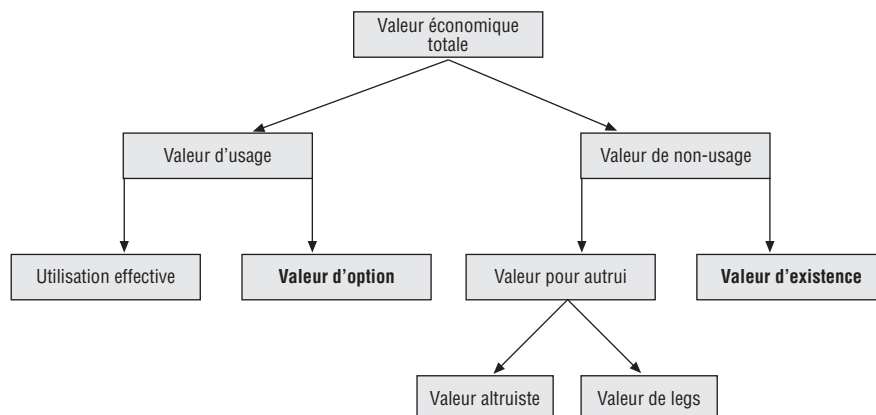 Valeur économique
totale
Valeur d'usage
Valeur de non-usage
Utilisation effective
Valeur d'option
Valeur pour autrui
Valeur d'existence
Valeur altruiste
Valeur de legs